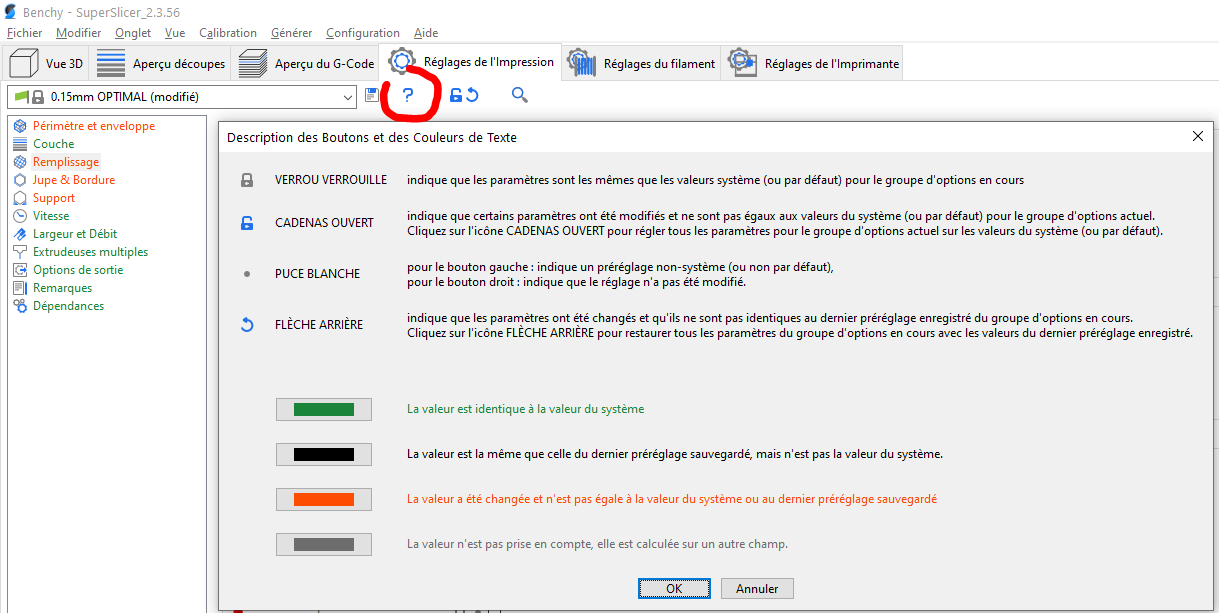 Benchy - SuperSlicer_2.3.56
Fichier Modifier Onglet Vue Calibration Générer Configuration Aide
Vue 3D Aperçu découpes Aperçu du G-Code Réglages de l'Impression Réglages du filament Réglages de l'Imprimante
0.15mm OPTIMAL (modifié)
?
Périmètre et enveloppe
Couche
Remplissage
Jupe & Bordure
Support
Vitesse
Largeur et Débit
Extrudeuses multiples
Options de sortie
Remarques
Dépendances
Description des Boutons et des Couleurs de Texte
VERROU VERROUILLE
indique que les paramètres sont les mêmes que les valeurs système (ou par défaut) pour le groupe d'options en cours
CADENAS OUVERT
indique que certains paramètres ont été modifiés et ne sont pas égaux aux valeurs du système (ou par défaut) pour le groupe d'options actuel.
Cliquez sur l'icône CADENAS OUVERT pour régler tous les paramètres pour le groupe d'options actuel sur les valeurs du système (ou par défaut).
PUCE BLANCHE
pour le bouton gauche : indique un préréglage non-système (ou non par défaut),
pour le bouton droit : indique que le réglage n'a pas été modifié.
FLÈCHE ARRIÈRE
indique que les paramètres ont été changés et qu'ils ne sont pas identiques au dernier préréglage enregistré du groupe d'options en cours.
Cliquez sur l'icône FLÈCHE ARRIÈRE pour restaurer tous les paramètres du groupe d'options en cours avec les valeurs du dernier préréglage enregistré.
La valeur est identique à la valeur du système
La valeur est la même que celle du dernier préréglage sauvegardé, mais n'est pas la valeur du système.
La valeur a été changée et n'est pas égale à la valeur du système ou au dernier préréglage sauvegardé
La valeur n'est pas prise en compte, elle est calculée sur un autre champ.
OK Annuler